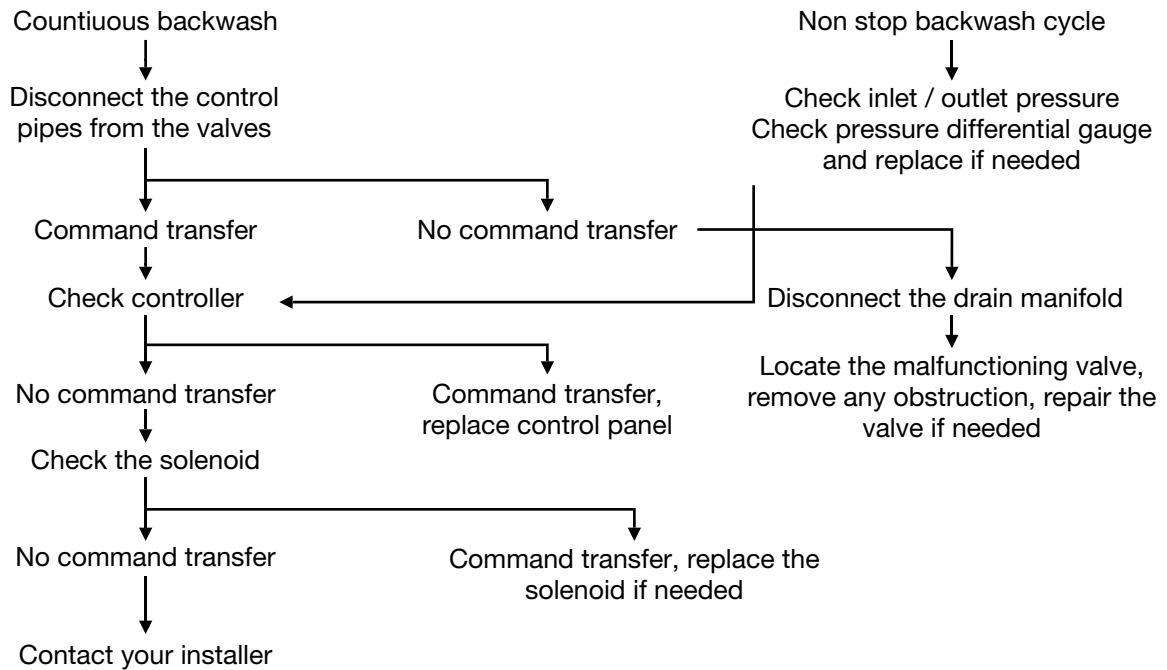 Countiuous backwash
Non stop backwash cycle
Disconnect the control
pipes from the valves
Check inlet / outlet pressure
Check pressure differential gauge
and replace if needed
Command transfer
No command transfer
Check controller
Disconnect the drain manifold
No command transfer
Command transfer,
replace control panel
Locate the malfunctioning valve,
remove any obstruction, repair the
valve if needed
Check the solenoid
No command transfer
Command transfer, replace the
solenoid if needed
Contact your installer